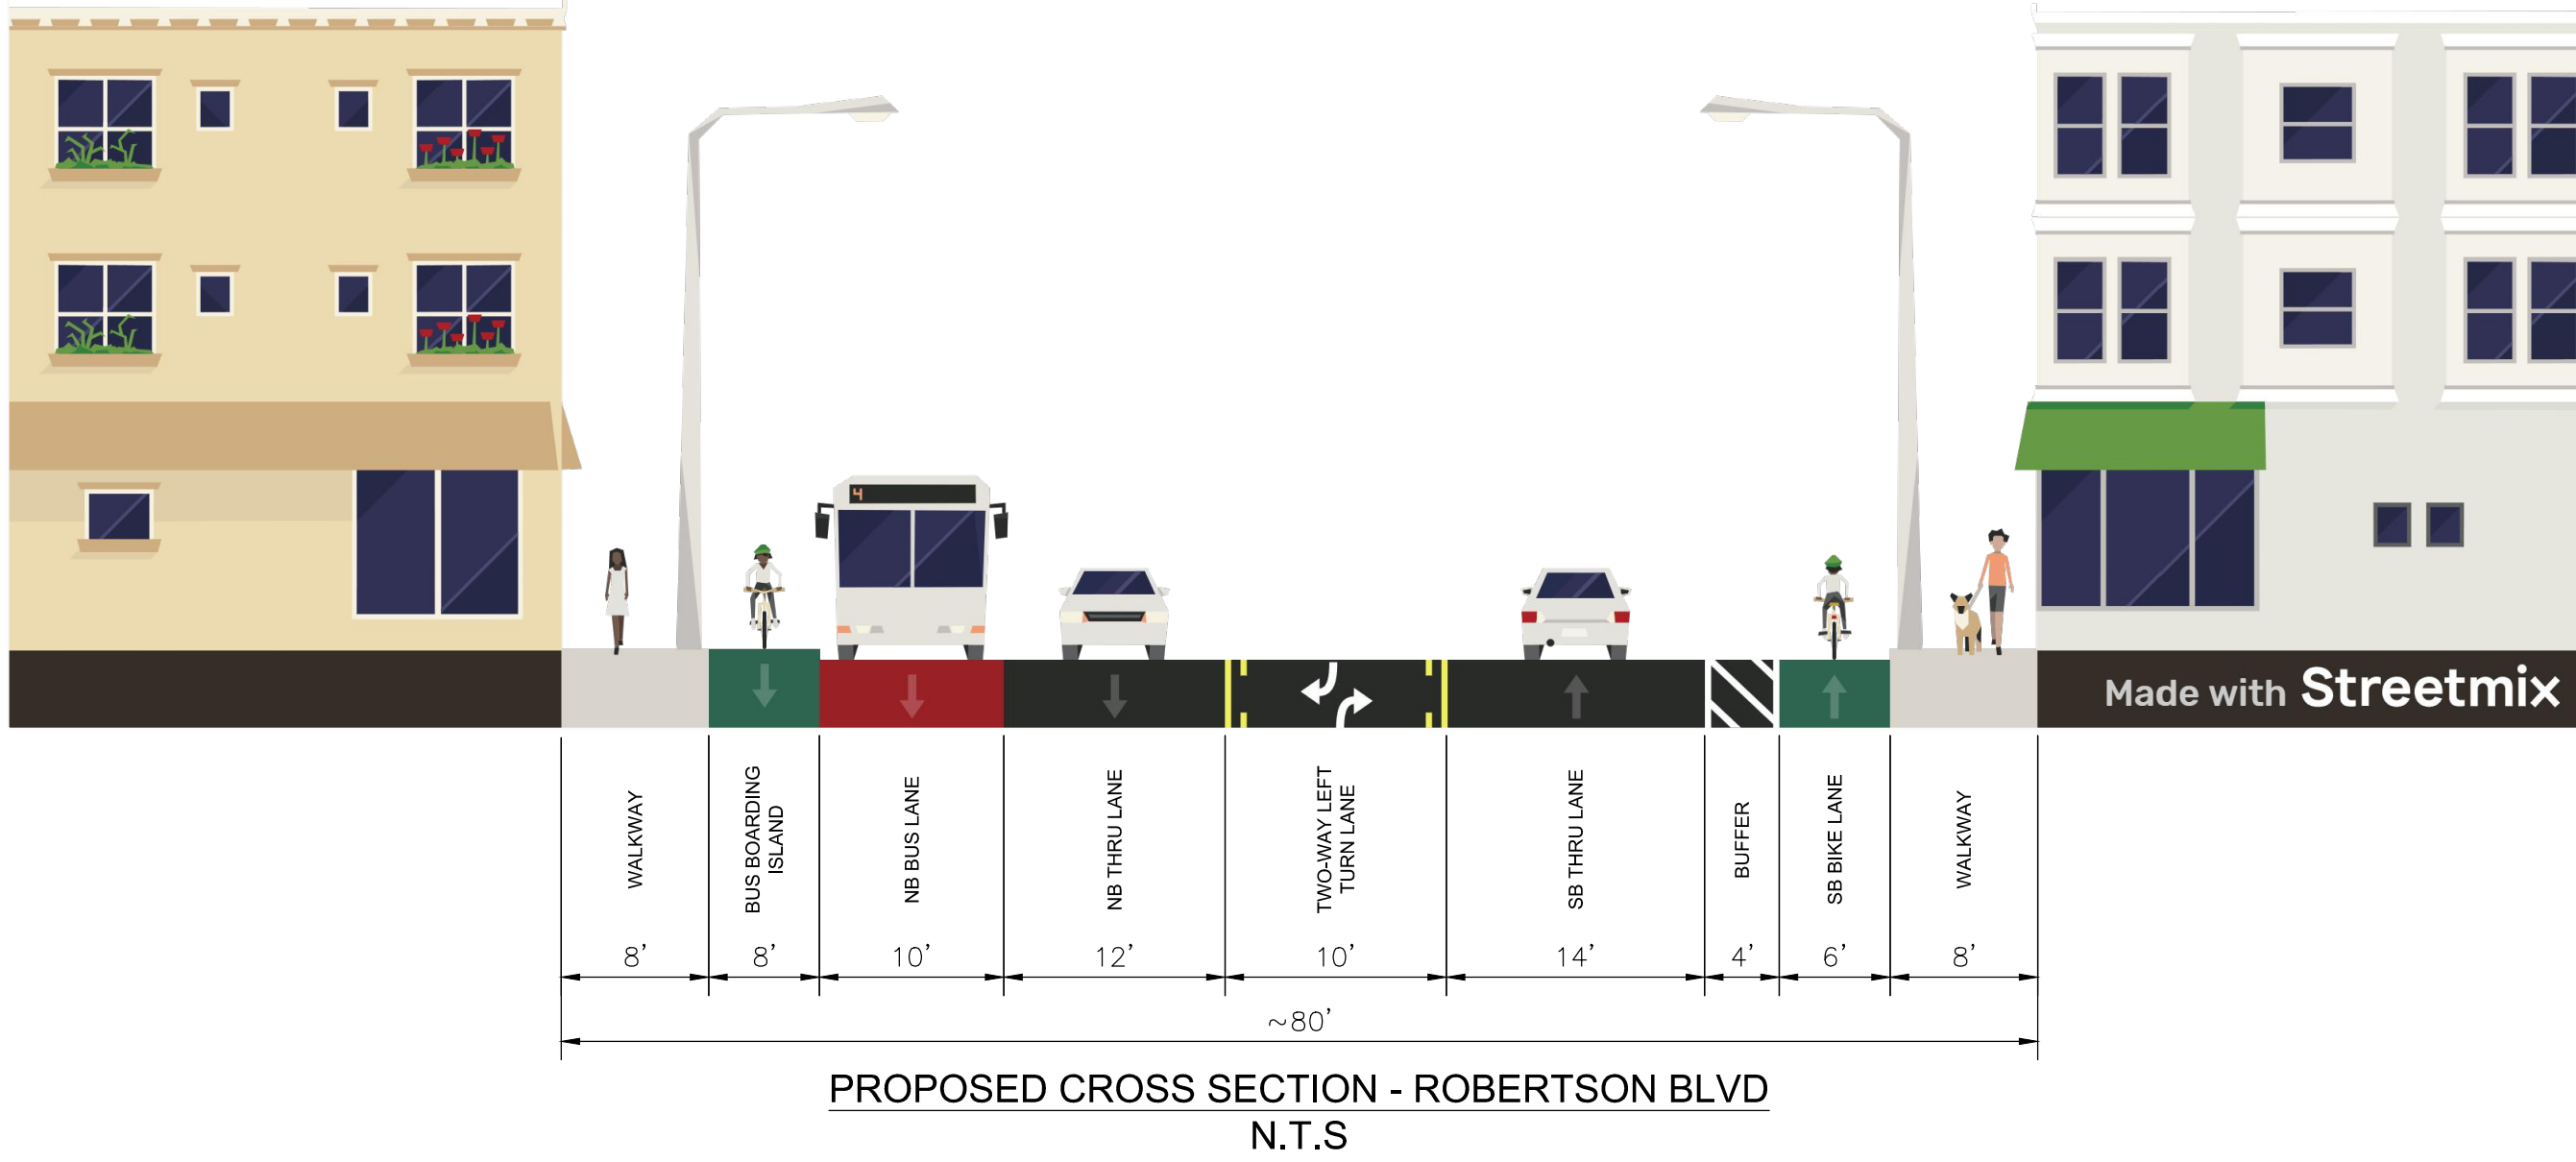 4
Made with Streetmix
WALKWAY
BUS BOARDING
ISLAND
NB BUS LANE
NB THRU LANE
TWO-WAY LEFT
TURN LANE
SB THRU LANE
BUFFER
SB BIKE LANE
WALKWAY
8'
8'
10'
12'
10'
14'
4'
6'
8'
~80'
PROPOSED CROSS SECTION - ROBERTSON BLVD
N.T.S